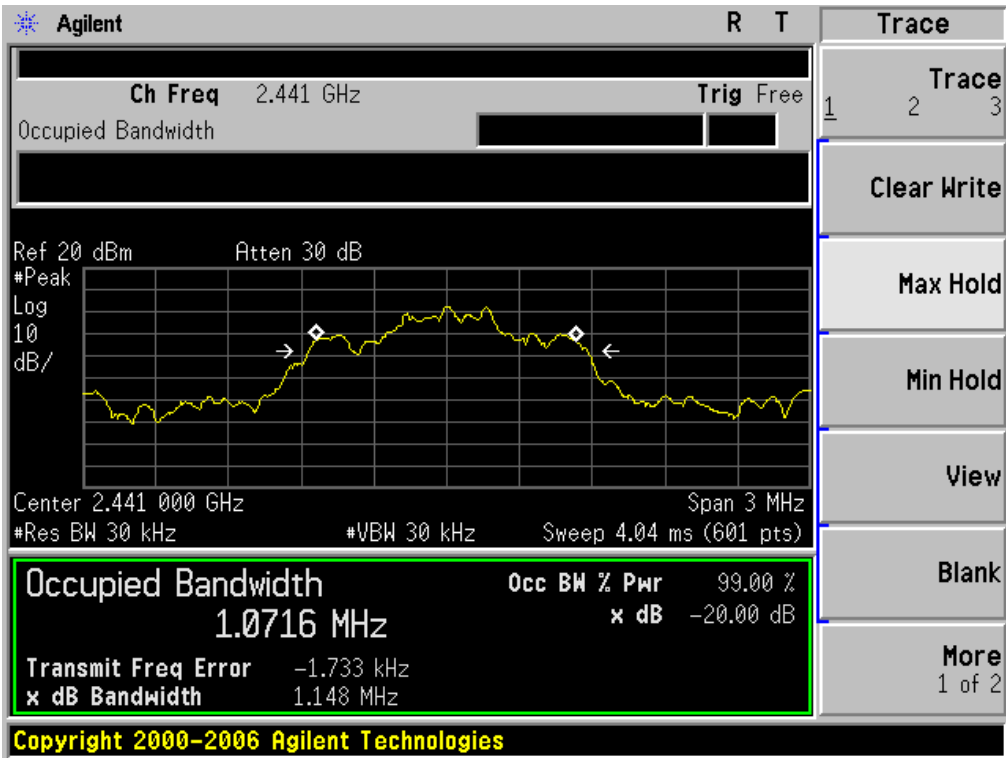 Agilent R T
Ch Freq 2.441 GHz Trig Free
Occupied Bandwidth
Ref 20 dBm Atten 30 dB
#Peak
Log
10
dB/
Center 2.441 000 GHz Span 3 MHz
#Res BW 30 kHz #VBW 30 kHz Sweep 4.04 ms (601 pts)
Occupied Bandwidth
1.0716 MHz
Occ BW % Pwr 99.00 %
x dB -20.00 dB
Transmit Freq Error -1.733 kHz
x dB Bandwidth 1.148 MHz
Copyright 2000-2006 Agilent Technologies
Trace
Trace
1 2 3
Clear Write
Max Hold
Min Hold
View
Blank
More
1 of 2